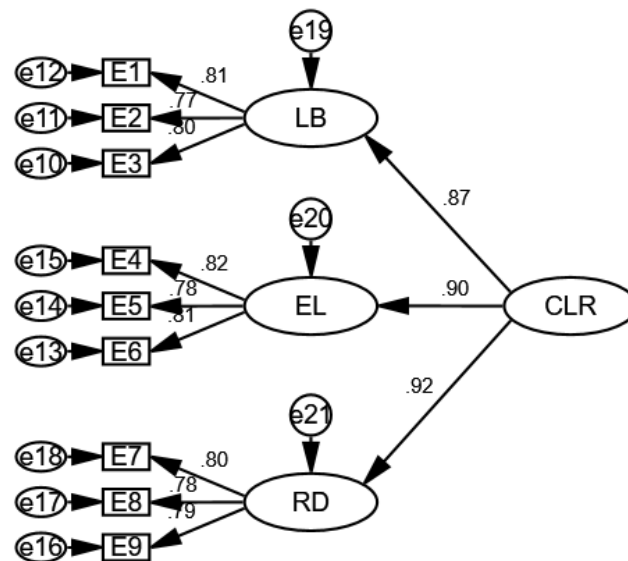 e19
e12 E1 .81
e11 E2 .77 LB
e10 E3 .80
.87
e20
e15 E4 .82
e14 E5 .78 EL .90 CLR
e13 E6 .81
.92
e21
e18 E7 .80
e17 E8 .78 RD
e16 E9 .79